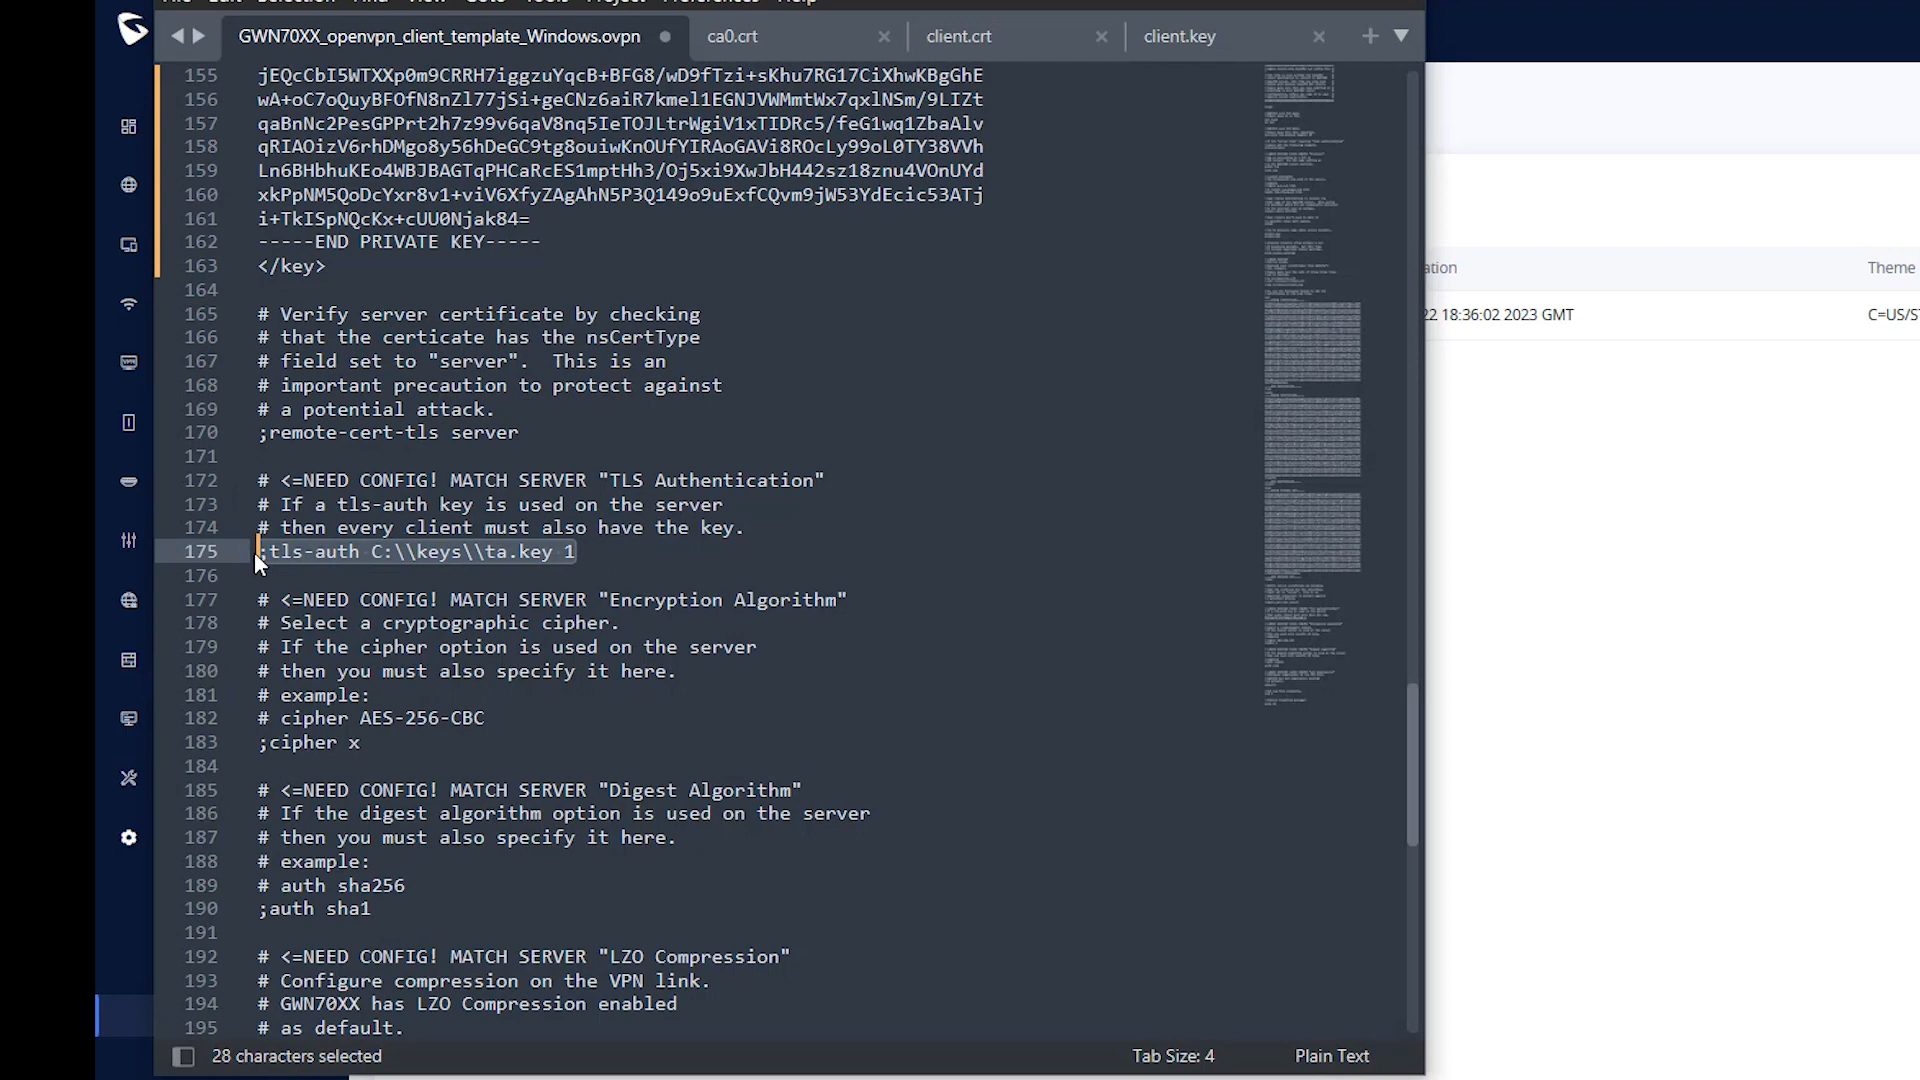 GWN70XX_openvpn_client_template_Windows.ovpn
ca0.crt
client.crt
client.key
155 jEQcCbI5WTXXp0m9CRRH7iggzuYqcB+BFG8/wD9fTzi+sKhu7RG17CiXhwKBgGhE
156 wA+oC7oQuyBFOfN8nZl77jSi+geCNz6aiR7kmel1EGNJVWMmtWx7qxlNSm/9LIZt
157 qaBnNc2PesGPPrt2h7z99v6qaV8nq5IeTOJLtrWgiV1xTIDRc5/feG1wq1ZbaAlv
158 qRIAOizV6rhDMgo8y56hDeGC9tg8ouiwKnOUfYIRAoGAVi8ROcLy99oL0TY38VVh
159 Ln6BHbhuKEo4WBJBAGTqPHCaRcES1mptHh3/Oj5xi9XwJbH442sz18znu4VOnUYd
160 xkPpNM5QoDcYxr8v1+viV6XfyZAgAhN5P3Q149o9uExfCQvm9jW53YdEcic53ATj
161 i+TkISpNQcKx+cUU0Njak84=
162 -----END PRIVATE KEY-----
163 </key>
164
165 # Verify server certificate by checking
166 # that the certicate has the nsCertType
167 # field set to "server".  This is an
168 # important precaution to protect against
169 # a potential attack.
170 ;remote-cert-tls server
171
172 # <=NEED CONFIG! MATCH SERVER "TLS Authentication"
173 # If a tls-auth key is used on the server
174 # then every client must also have the key.
175 ;tls-auth C:\\keys\\ta.key 1
176
177 # <=NEED CONFIG! MATCH SERVER "Encryption Algorithm"
178 # Select a cryptographic cipher.
179 # If the cipher option is used on the server
180 # then you must also specify it here.
181 # example:
182 # cipher AES-256-CBC
183 ;cipher x
184
185 # <=NEED CONFIG! MATCH SERVER "Digest Algorithm"
186 # If the digest algorithm option is used on the server
187 # then you must also specify it here.
188 # example:
189 # auth sha256
190 ;auth sha1
191
192 # <=NEED CONFIG! MATCH SERVER "LZO Compression"
193 # Configure compression on the VPN link.
194 # GWN70XX has LZO Compression enabled
195 # as default.
28 characters selected
Tab Size: 4
Plain Text
ation
Theme
22 18:36:02 2023 GMT
C=US/S